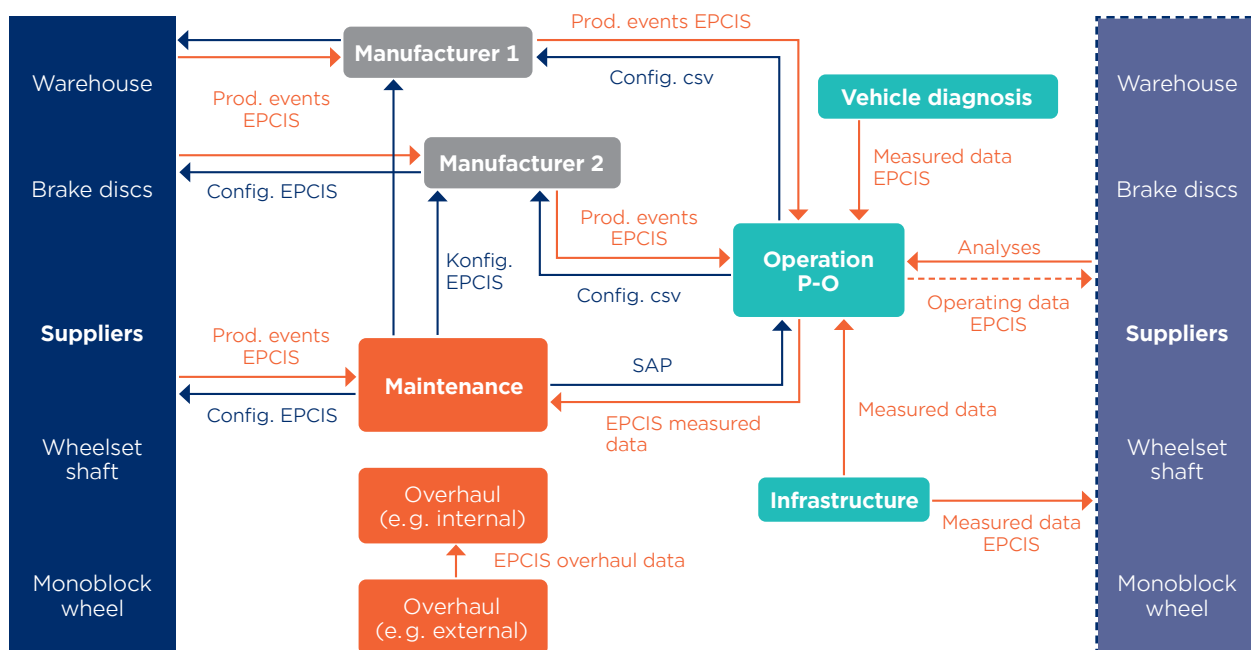 Warehouse
Brake discs
Suppliers
Wheelset
shaft
Monoblock
wheel
Manufacturer 1
Prod. events EPCIS
Config. csv
Prod. events
EPCIS
Vehicle diagnosis
Manufacturer 2
Measured data
EPCIS
Config. EPCIS
Prod. events
EPCIS
Operation
P-O
Analyses
Konfig.
EPCIS
Config. csv
Operating data
EPCIS
Prod. events
EPCIS
Maintenance
SAP
Config. EPCIS
EPCIS measured
data
Measured data
Overhaul
(e. g. internal)
Infrastructure
Measured data
EPCIS
EPCIS overhaul data
Overhaul
(e. g. external)
Warehouse
Brake discs
Suppliers
Wheelset
shaft
Monoblock
wheel